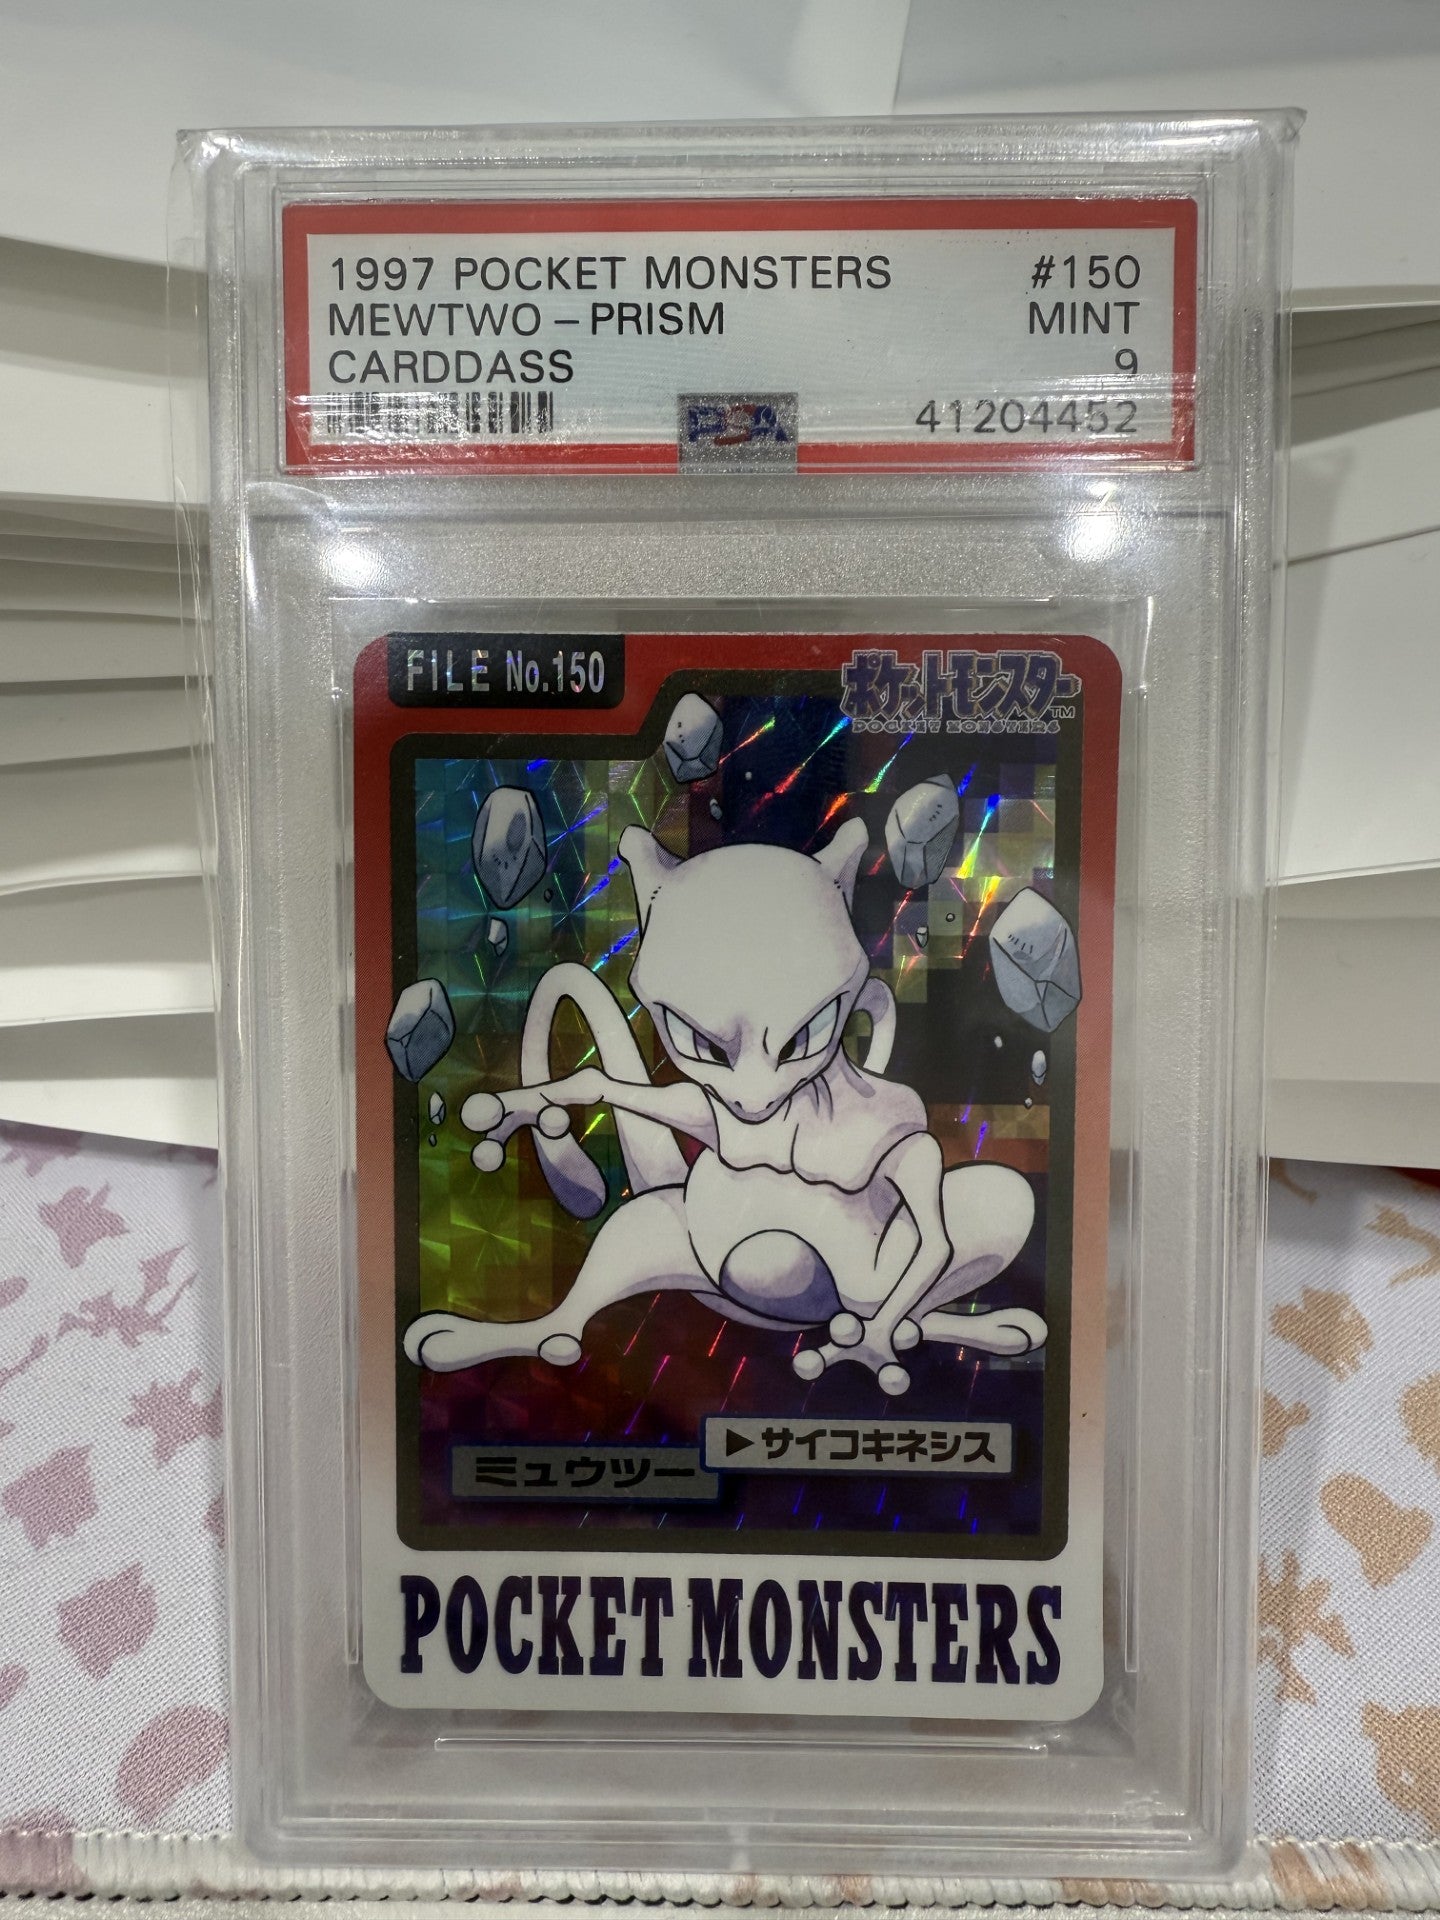 1997 POCKET MONSTERS #150
MEWTWO – PRISM MINT
CARDDASS 9
PSA 41204452
FILE No.150
ポケットモンスター TM
POCKET MONSTERS
▶サイコキネシス
ミュウツー
POCKET MONSTERS